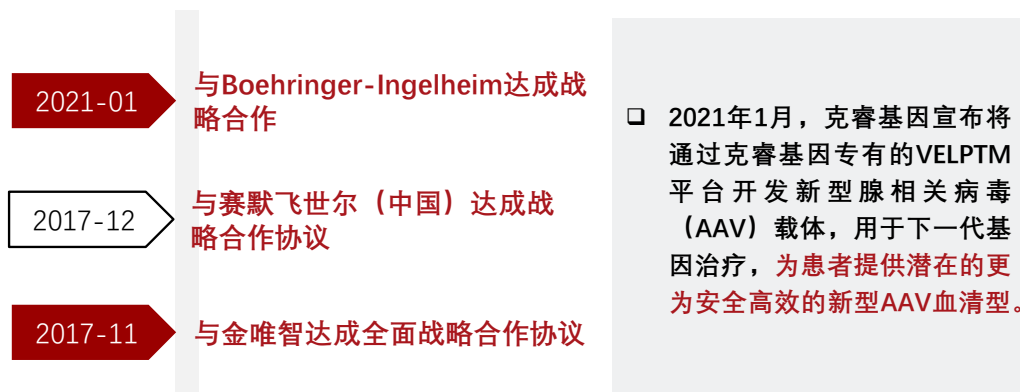 2021-01
与Boehringer-Ingelheim达成战
略合作
2017-12
与赛默飞世尔（中国）达成战
略合作协议
2017-11
与金唯智达成全面战略合作协议
2021年1月，克睿基因宣布将
通过克睿基因专有的VELPTM
平台开发新型腺相关病毒
（AAV）载体，用于下一代基
因治疗，为患者提供潜在的更
为安全高效的新型AAV血清型。